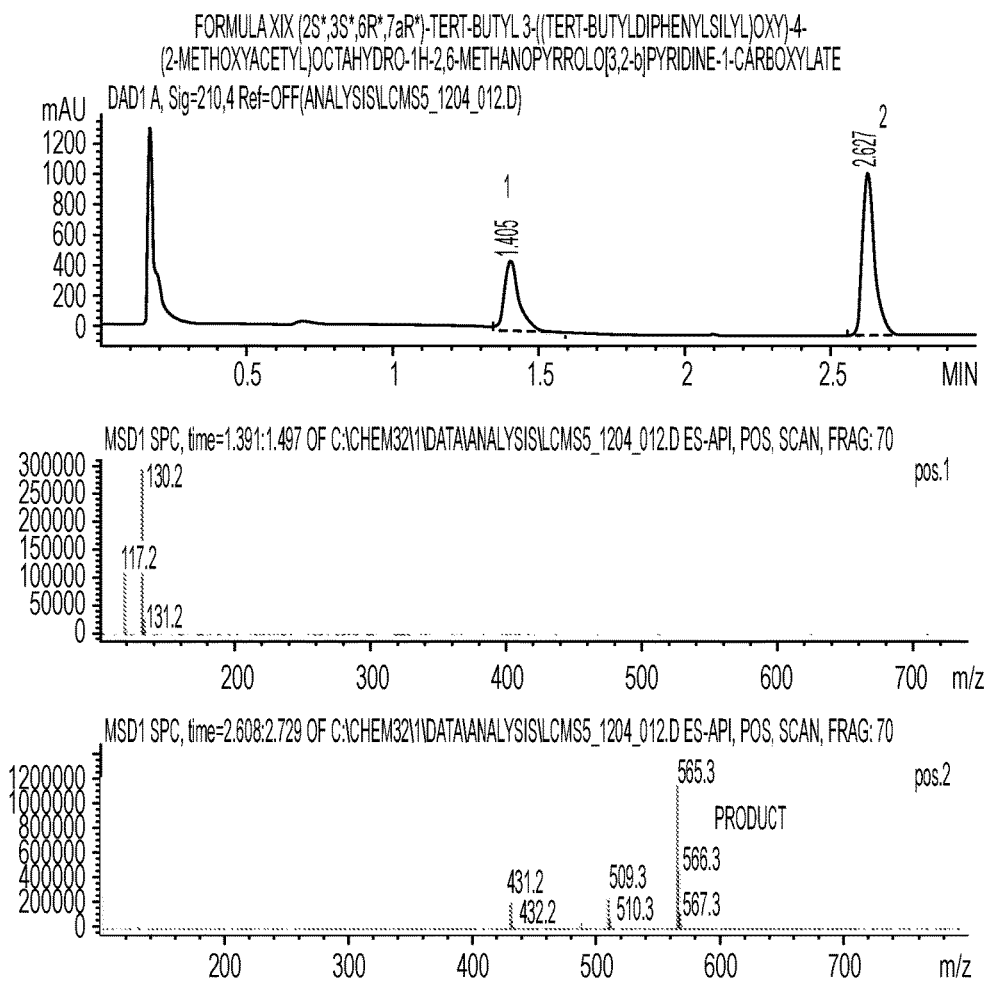 FORMULA XIX (2S*,3S*,6R*,7aR*)-TERT-BUTYL 3-((TERT-BUTYLDIPHENYLSILYL)OXY)-4-
(2-METHOXYACETYL)OCTAHYDRO-1H-2,6-METHANOPYRROLO[3,2-b]PYRIDINE-1-CARBOXYLATE
DAD1 A, Sig=210,4 Ref=OFF(ANALYSIS\LCMS5_1204_012.D)
mAU
1200
1000
800
600
400
200
0
1.405
1
2.627
2
0.5 1 1.5 2 2.5 MIN
MSD1 SPC, time=1.391:1.497 OF C:\CHEM32\1\DATA\ANALYSIS\LCMS5_1204_012.D ES-API, POS, SCAN, FRAG: 70
pos.1
300000
250000
200000
150000
100000
50000
0
130.2
117.2
131.2
200 300 400 500 600 700 m/z
MSD1 SPC, time=2.608:2.729 OF C:\CHEM32\1\DATA\ANALYSIS\LCMS5_1204_012.D ES-API, POS, SCAN, FRAG: 70
pos.2
1200000
1000000
800000
600000
400000
200000
0
565.3
PRODUCT
566.3
567.3
509.3
510.3
431.2
432.2
200 300 400 500 600 700 m/z